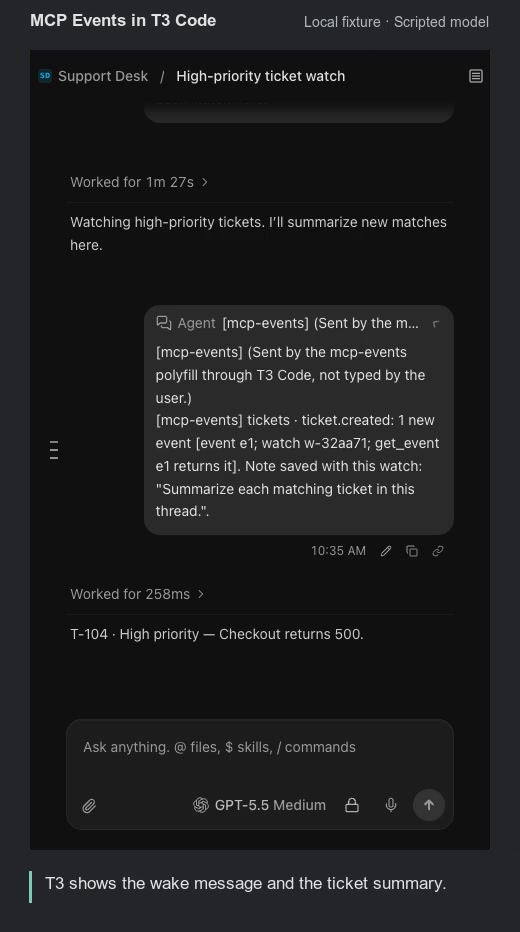 MCP Events in T3 Code
Local fixture · Scripted model
SD Support Desk / High-priority ticket watch
Worked for 1m 27s >
Watching high-priority tickets. I'll summarize new matches
here.
Agent [mcp-events] (Sent by the m...
[mcp-events] (Sent by the mcp-events
polyfill through T3 Code, not typed by the
user.)
[mcp-events] tickets · ticket.created: 1 new
event [event e1; watch w-32aa71; get_event
e1 returns it]. Note saved with this watch:
"Summarize each matching ticket in this
thread.".
10:35 AM
Worked for 258ms >
T-104 · High priority — Checkout returns 500.
Ask anything. @ files, $ skills, / commands
GPT-5.5 Medium
T3 shows the wake message and the ticket summary.